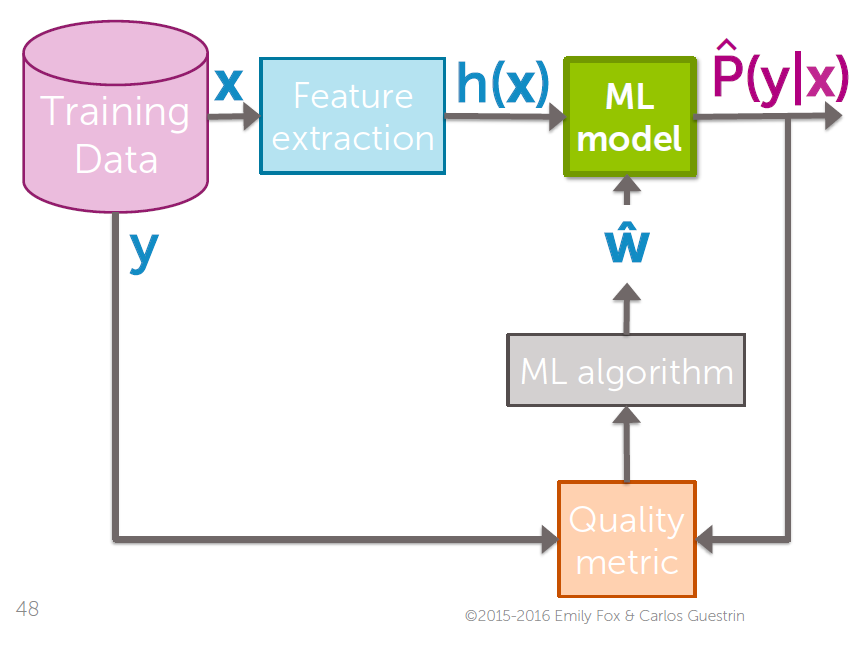 Training
Data
x
Feature
extraction
h(x)
ML
model
P̂(y|x)
y
ŵ
ML algorithm
Quality
metric
48
©2015-2016 Emily Fox & Carlos Guestrin